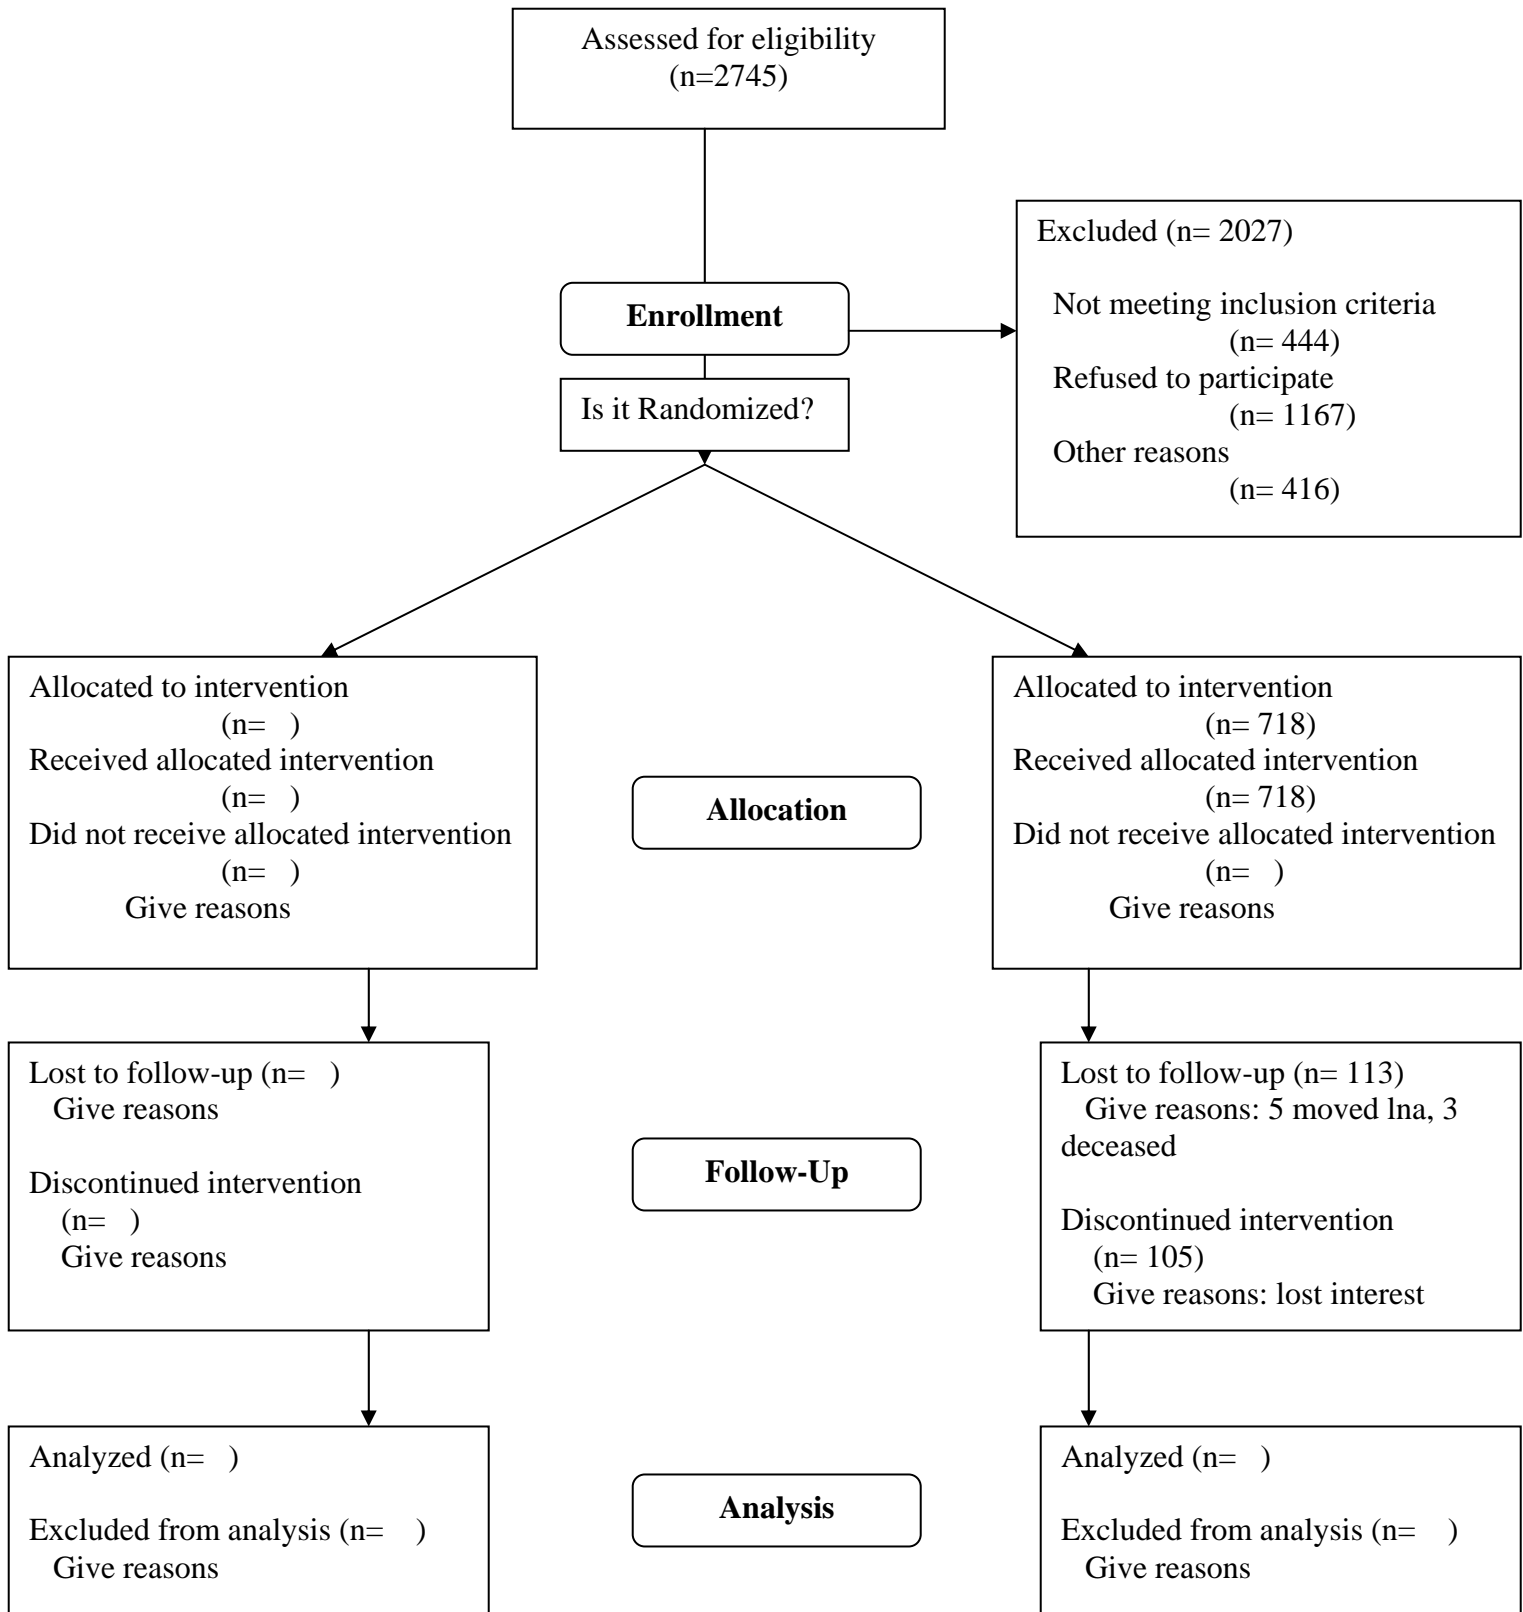 Assessed for eligibility
(n=2745)
Excluded (n= 2027)
Not meeting inclusion criteria
(n= 444)
Refused to participate
(n= 1167)
Other reasons
(n= 416)
Enrollment
Is it Randomized?
Allocated to intervention
(n=   )
Received allocated intervention
(n=   )
Did not receive allocated intervention
(n=   )
Give reasons
Allocation
Allocated to intervention
(n= 718)
Received allocated intervention
(n= 718)
Did not receive allocated intervention
(n=   )
Give reasons
Lost to follow-up (n=   )
Give reasons
Discontinued intervention
(n=   )
Give reasons
Follow-Up
Lost to follow-up (n= 113)
Give reasons: 5 moved lna, 3
deceased
Discontinued intervention
(n= 105)
Give reasons: lost interest
Analyzed (n=   )
Excluded from analysis (n=    )
Give reasons
Analysis
Analyzed (n=   )
Excluded from analysis (n=    )
Give reasons